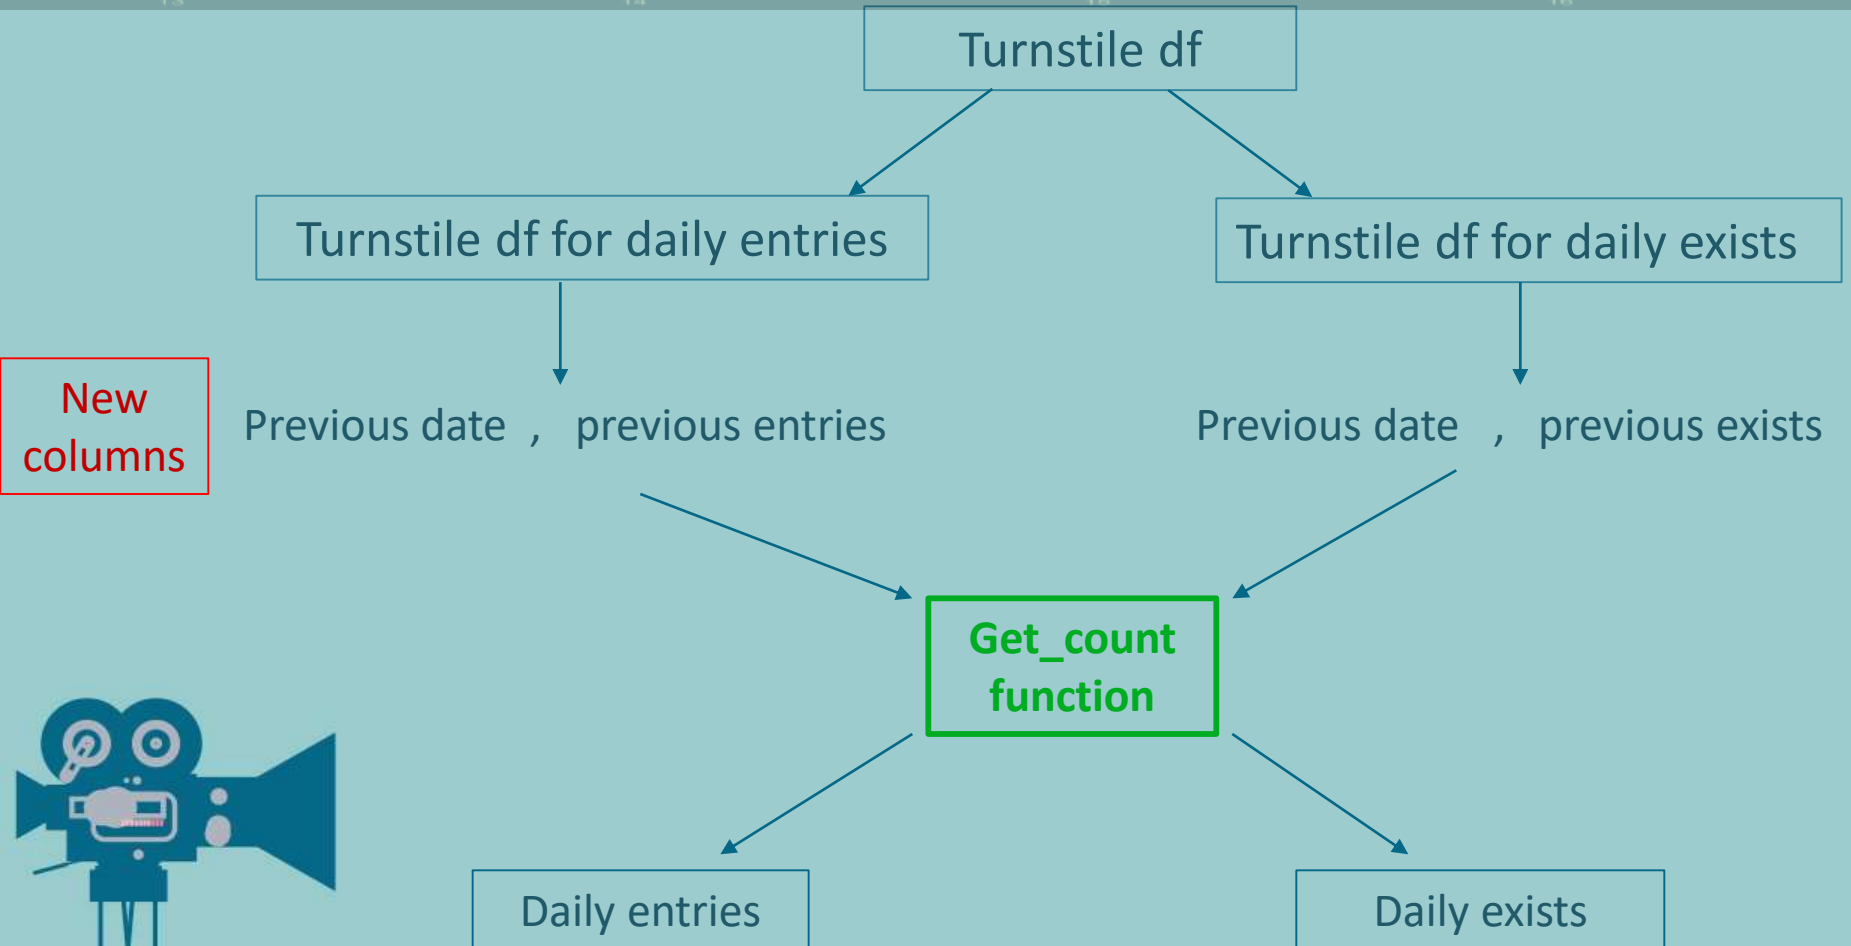 Turnstile df
Turnstile df for daily entries
Turnstile df for daily exists
New
columns
Previous date , previous entries
Previous date , previous exists
Get_count
function
Daily entries
Daily exists